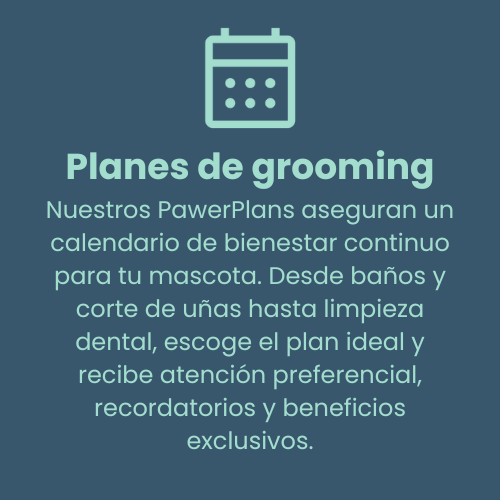 Planes de grooming
Nuestros PawerPlans aseguran un
calendario de bienestar continuo
para tu mascota. Desde baños y
corte de uñas hasta limpieza
dental, escoge el plan ideal y
recibe atención preferencial,
recordatorios y beneficios
exclusivos.